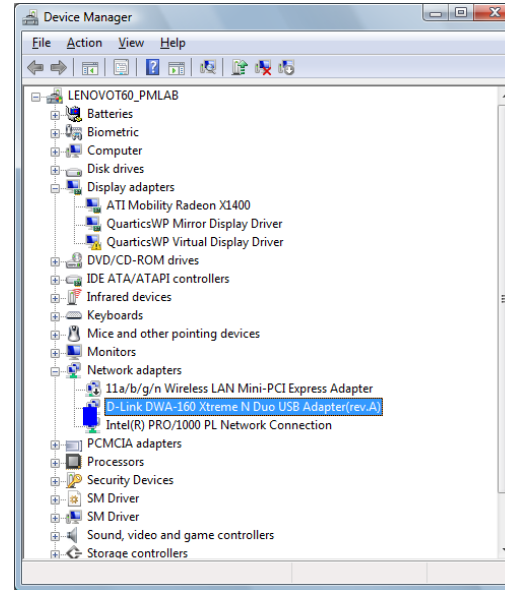 Device Manager
File Action View Help
LENOVOT60_PMLAB
Batteries
Biometric
Computer
Disk drives
Display adapters
ATI Mobility Radeon X1400
QuarticsWP Mirror Display Driver
QuarticsWP Virtual Display Driver
DVD/CD-ROM drives
IDE ATA/ATAPI controllers
Infrared devices
Keyboards
Mice and other pointing devices
Monitors
Network adapters
11a/b/g/n Wireless LAN Mini-PCI Express Adapter
D-Link DWA-160 Xtreme N Duo USB Adapter(rev.A)
Intel(R) PRO/1000 PL Network Connection
PCMCIA adapters
Processors
Security Devices
SM Driver
SM Driver
Sound, video and game controllers
Storage controllers